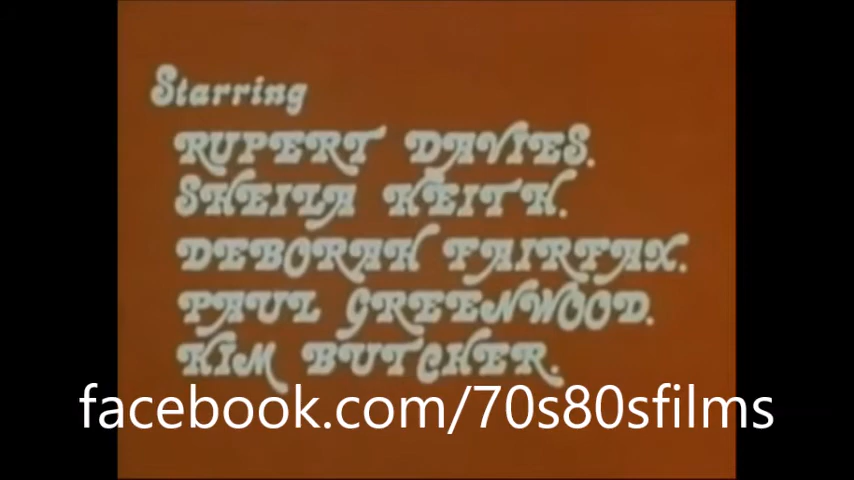 Starring
RUPERT DAVIES.
SHEILA KEITH.
DEBORAH FAIRFAX.
PAUL GREENWOOD.
KIM BUTCHER.
facebook.com/70s80sfilms